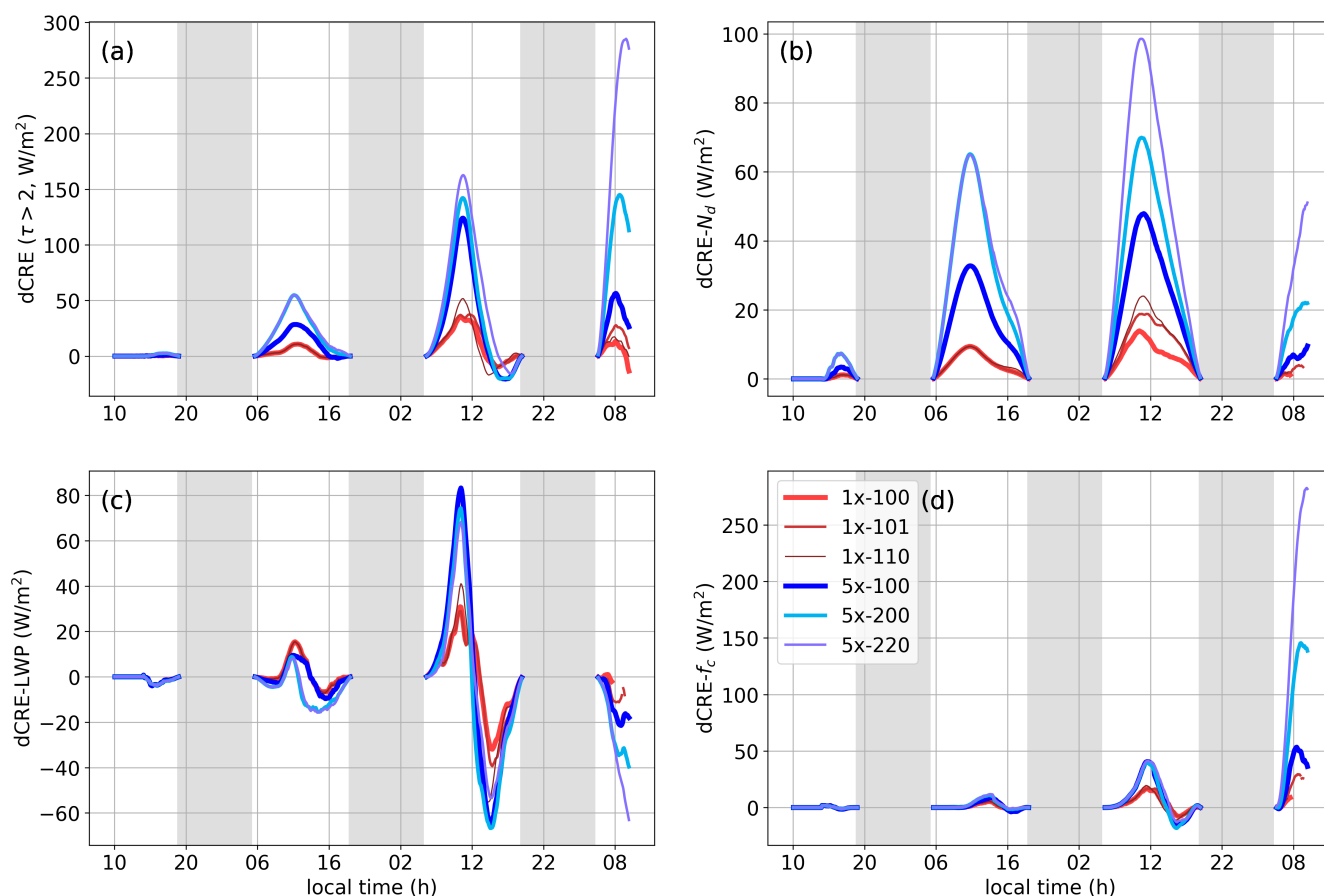 (a)
dCRE (τ > 2, W/m²)
300
250
200
150
100
50
0
10 20 06 16 02 12 22 08
(b)
dCRE-N_d (W/m²)
100
80
60
40
20
0
10 20 06 16 02 12 22 08
(c)
dCRE-LWP (W/m²)
80
60
40
20
0
−20
−40
−60
10 20 06 16 02 12 22 08
local time (h)
(d)
dCRE-f_c (W/m²)
250
200
150
100
50
0
1x-100
1x-101
1x-110
5x-100
5x-200
5x-220
10 20 06 16 02 12 22 08
local time (h)